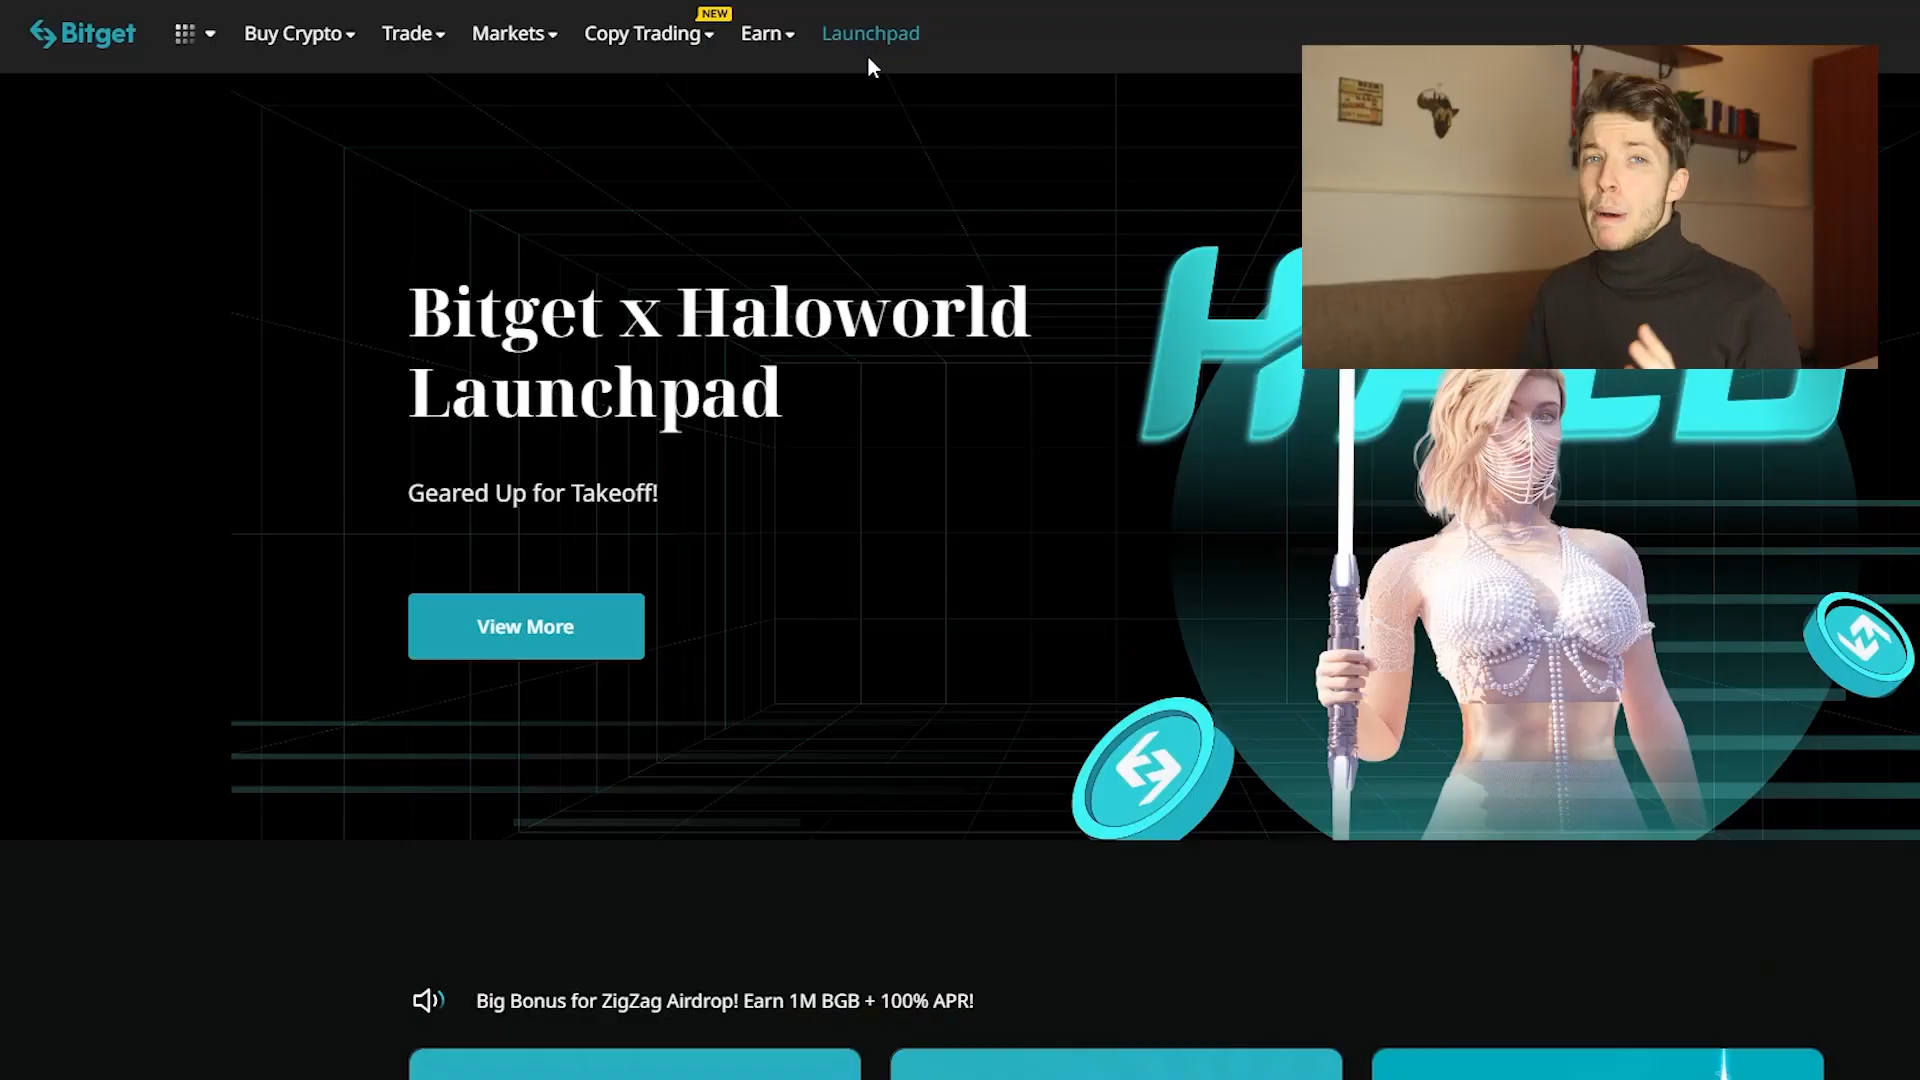 Bitget
Buy Crypto
Trade
Markets
Copy Trading
NEW
Earn
Launchpad
Bitget x Haloworld
Launchpad
Geared Up for Takeoff!
View More
Big Bonus for ZigZag Airdrop! Earn 1M BGB + 100% APR!